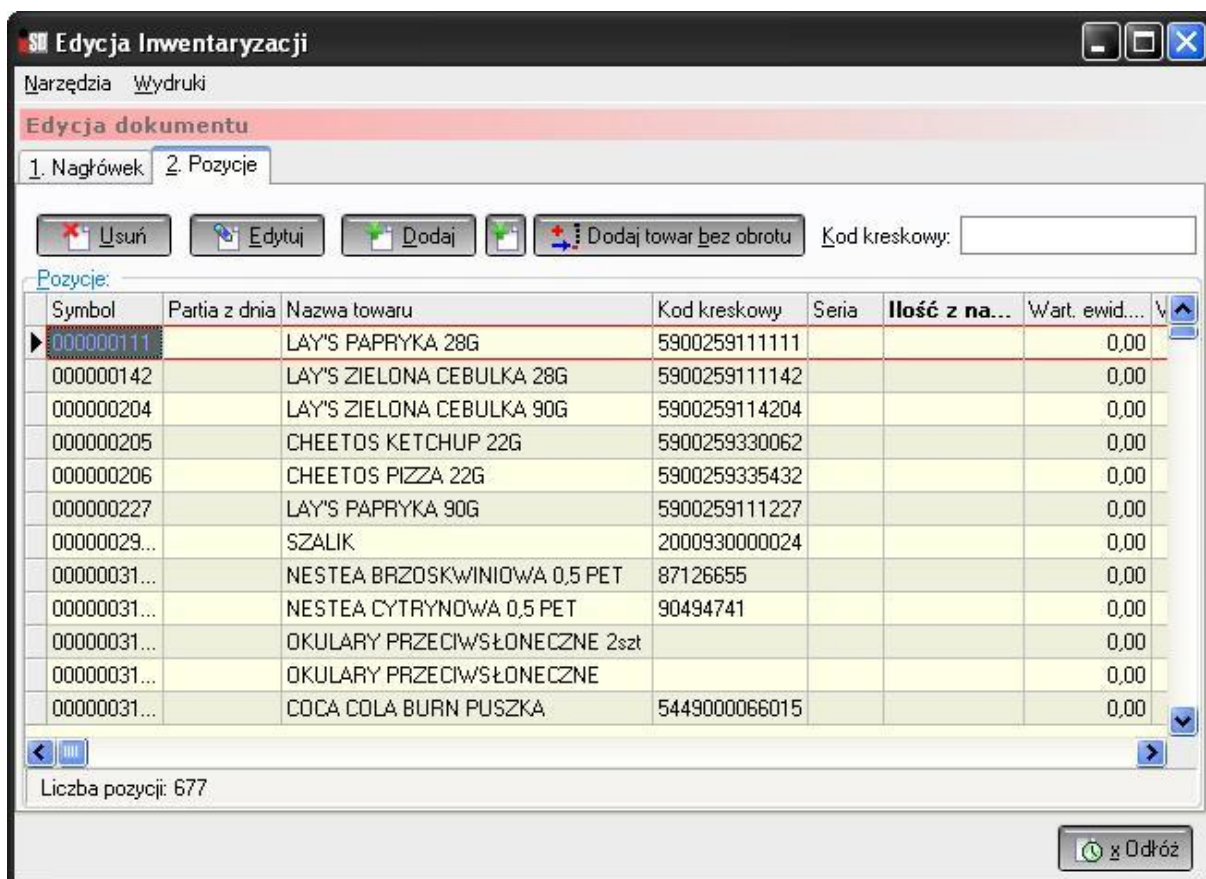 iSD Edycja Inwentaryzacji
Narzędzia Wydruki
Edycja dokumentu
1. Nagłówek 2. Pozycje
Usuń Edytuj Dodaj Dodaj towar bez obrotu Kod kreskowy:
Pozycje:
Symbol Partia z dnia Nazwa towaru Kod kreskowy Seria Ilość z na... Wart. ewid....
000000111 LAY'S PAPRYKA 28G 5900259111111 0,00
000000142 LAY'S ZIELONA CEBULKA 28G 5900259111142 0,00
000000204 LAY'S ZIELONA CEBULKA 90G 5900259114204 0,00
000000205 CHEETOS KETCHUP 22G 5900259330062 0,00
000000206 CHEETOS PIZZA 22G 5900259335432 0,00
000000227 LAY'S PAPRYKA 90G 5900259111227 0,00
00000029... SZALIK 2000930000024 0,00
00000031... NESTEA BRZOSKWINIOWA 0,5 PET 87126655 0,00
00000031... NESTEA CYTRYNOWA 0,5 PET 90494741 0,00
00000031... OKULARY PRZECIWSŁONECZNE 2szt 0,00
00000031... OKULARY PRZECIWSŁONECZNE 0,00
00000031... COCA COLA BURN PUSZKA 5449000066015 0,00
Liczba pozycji: 677
x Odłóż